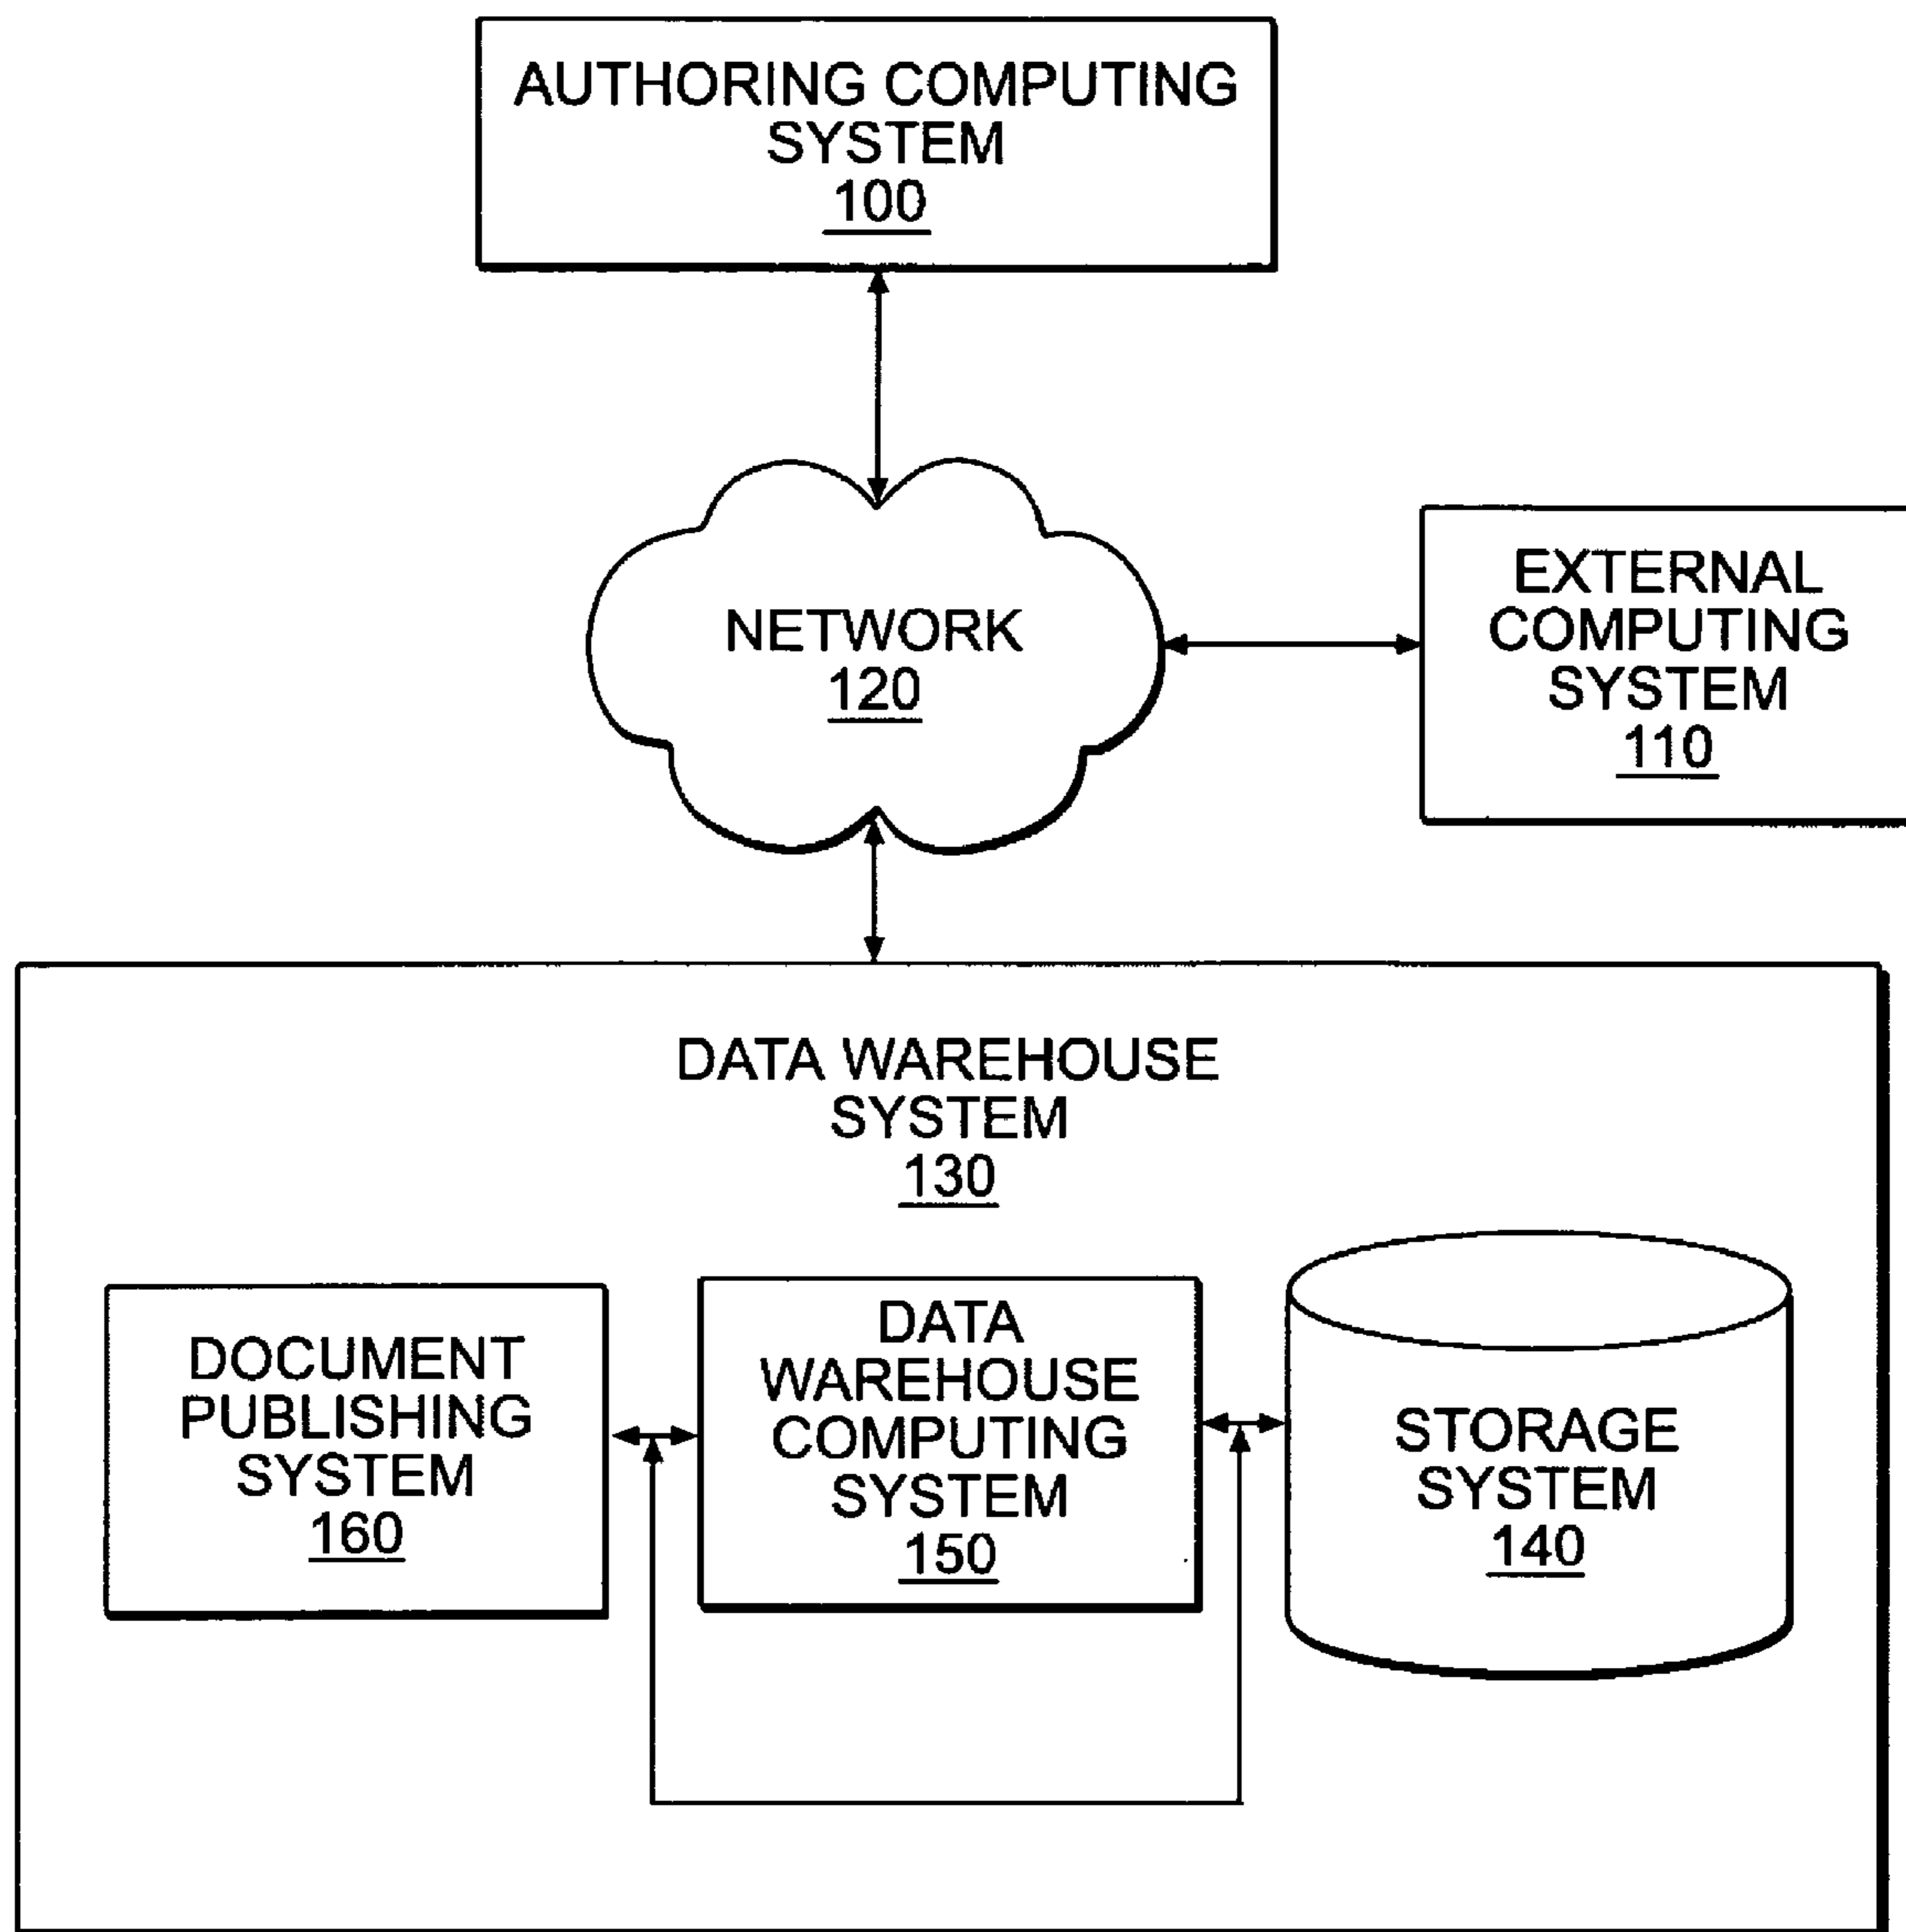 AUTHORING COMPUTING
SYSTEM
100
NETWORK
120
EXTERNAL
COMPUTING
SYSTEM
110
DATA WAREHOUSE
SYSTEM
130
DOCUMENT
PUBLISHING
SYSTEM
160
DATA
WAREHOUSE
COMPUTING
SYSTEM
150
STORAGE
SYSTEM
140